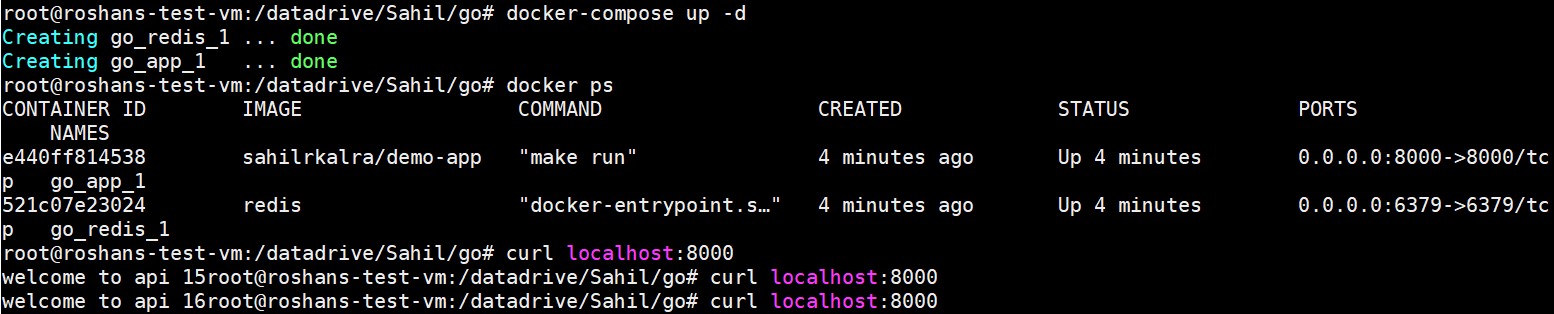 root@roshans-test-vm:/datadrive/Sahil/go# docker-compose up -d
Creating go_redis_1 ... done
Creating go_app_1   ... done
root@roshans-test-vm:/datadrive/Sahil/go# docker ps
CONTAINER ID        IMAGE                  COMMAND                  CREATED             STATUS              PORTS
    NAMES
e440ff814538        sahilrkalra/demo-app   "make run"               4 minutes ago       Up 4 minutes        0.0.0.0:8000->8000/tc
p   go_app_1
521c07e23024        redis                  "docker-entrypoint.s…"   4 minutes ago       Up 4 minutes        0.0.0.0:6379->6379/tc
p   go_redis_1
root@roshans-test-vm:/datadrive/Sahil/go# curl localhost:8000
welcome to api 15root@roshans-test-vm:/datadrive/Sahil/go# curl localhost:8000
welcome to api 16root@roshans-test-vm:/datadrive/Sahil/go# curl localhost:8000